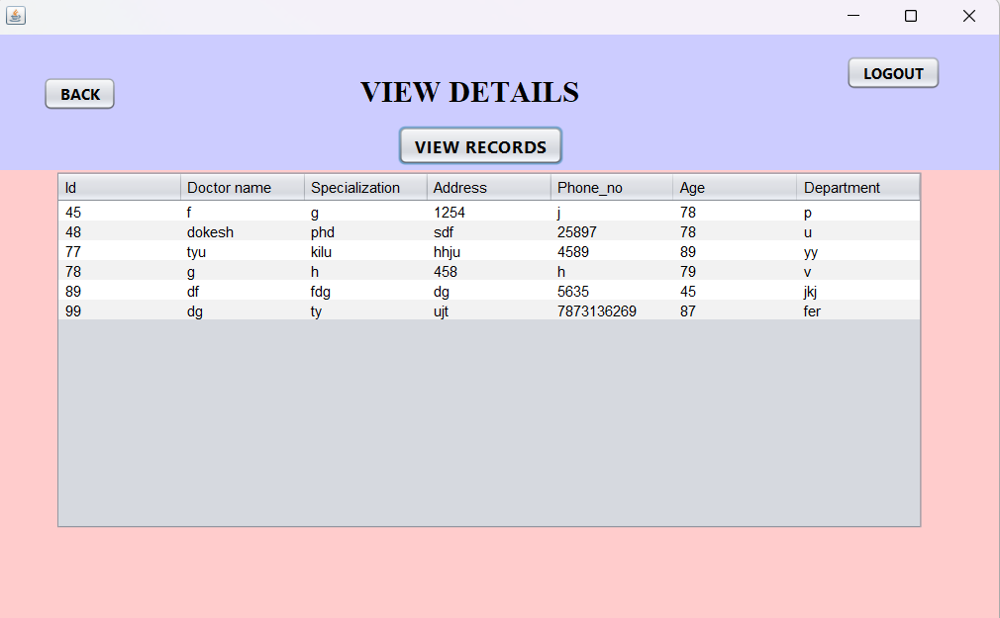 LOGOUT
BACK
VIEW DETAILS
VIEW RECORDS
Id Doctor name Specialization Address Phone_no Age Department
45 f g 1254 j 78 p
48 dokesh phd sdf 25897 78 u
77 tyu kilu hhju 4589 89 yy
78 g h 458 h 79 v
89 df fdg dg 5635 45 jkj
99 dg ty ujt 7873136269 87 fer